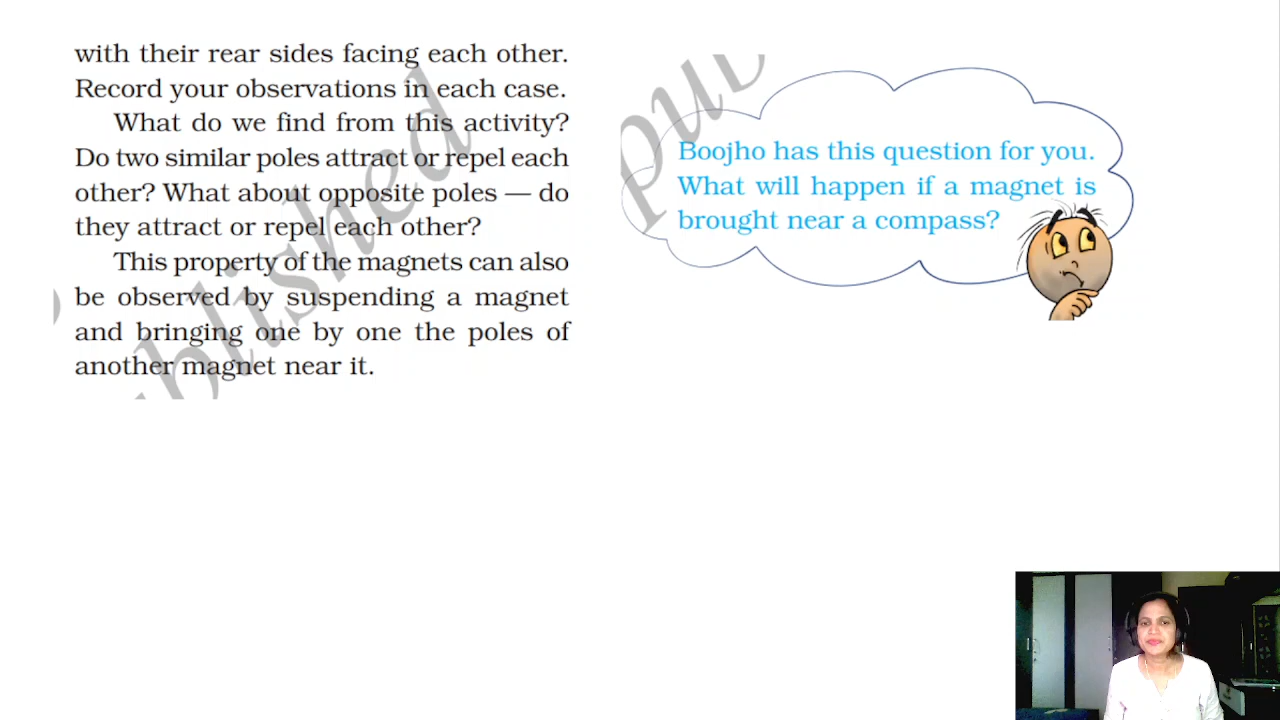 with their rear sides facing each other.
Record your observations in each case.
What do we find from this activity?
Do two similar poles attract or repel each
other? What about opposite poles — do
they attract or repel each other?
This property of the magnets can also
be observed by suspending a magnet
and bringing one by one the poles of
another magnet near it.
Boojho has this question for you.
What will happen if a magnet is
brought near a compass?